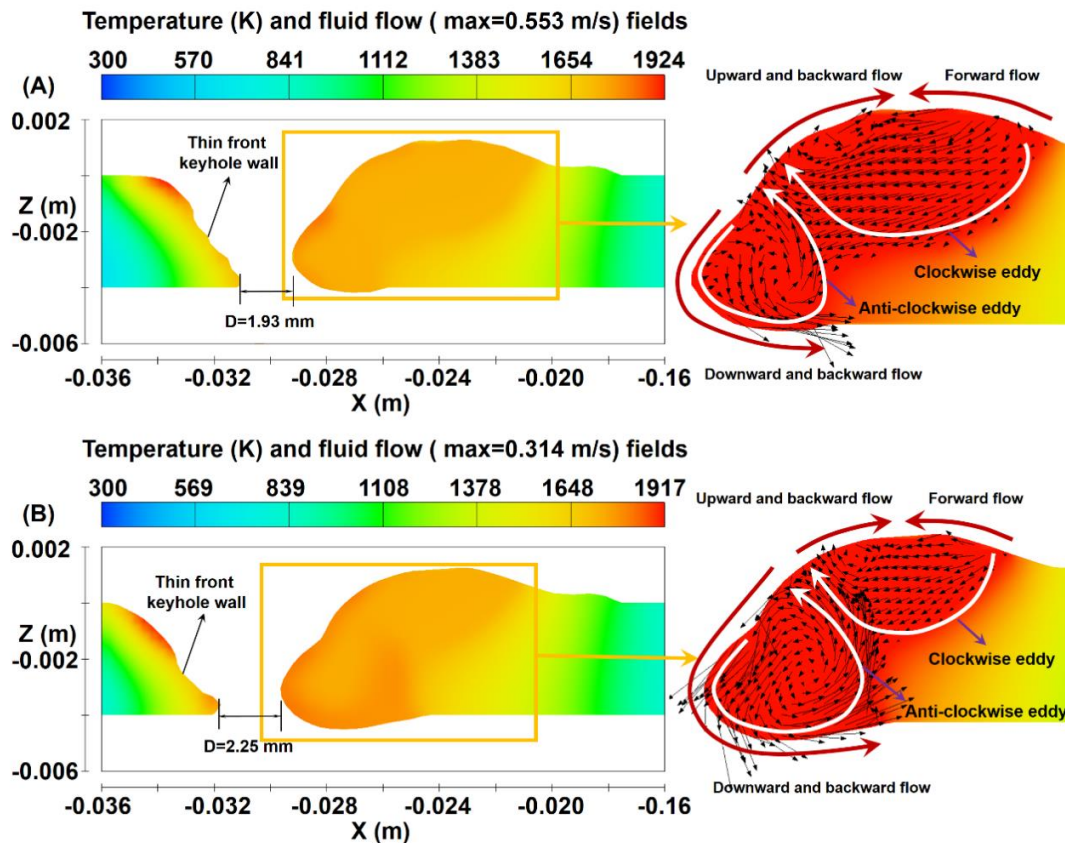 Temperature (K) and fluid flow ( max=0.553 m/s) fields
300 570 841 1112 1383 1654 1924
(A)
0.002
Z (m)
-0.002
-0.006
Thin front
keyhole wall
D=1.93 mm
-0.036 -0.032 -0.028 -0.024 -0.020 -0.16
X (m)
Upward and backward flow
Forward flow
Clockwise eddy
Anti-clockwise eddy
Downward and backward flow
Temperature (K) and fluid flow ( max=0.314 m/s) fields
300 569 839 1108 1378 1648 1917
(B)
0.002
Z (m)
-0.002
-0.006
Thin front
keyhole wall
D=2.25 mm
-0.036 -0.032 -0.028 -0.024 -0.020 -0.16
X (m)
Upward and backward flow
Forward flow
Clockwise eddy
Anti-clockwise eddy
Downward and backward flow